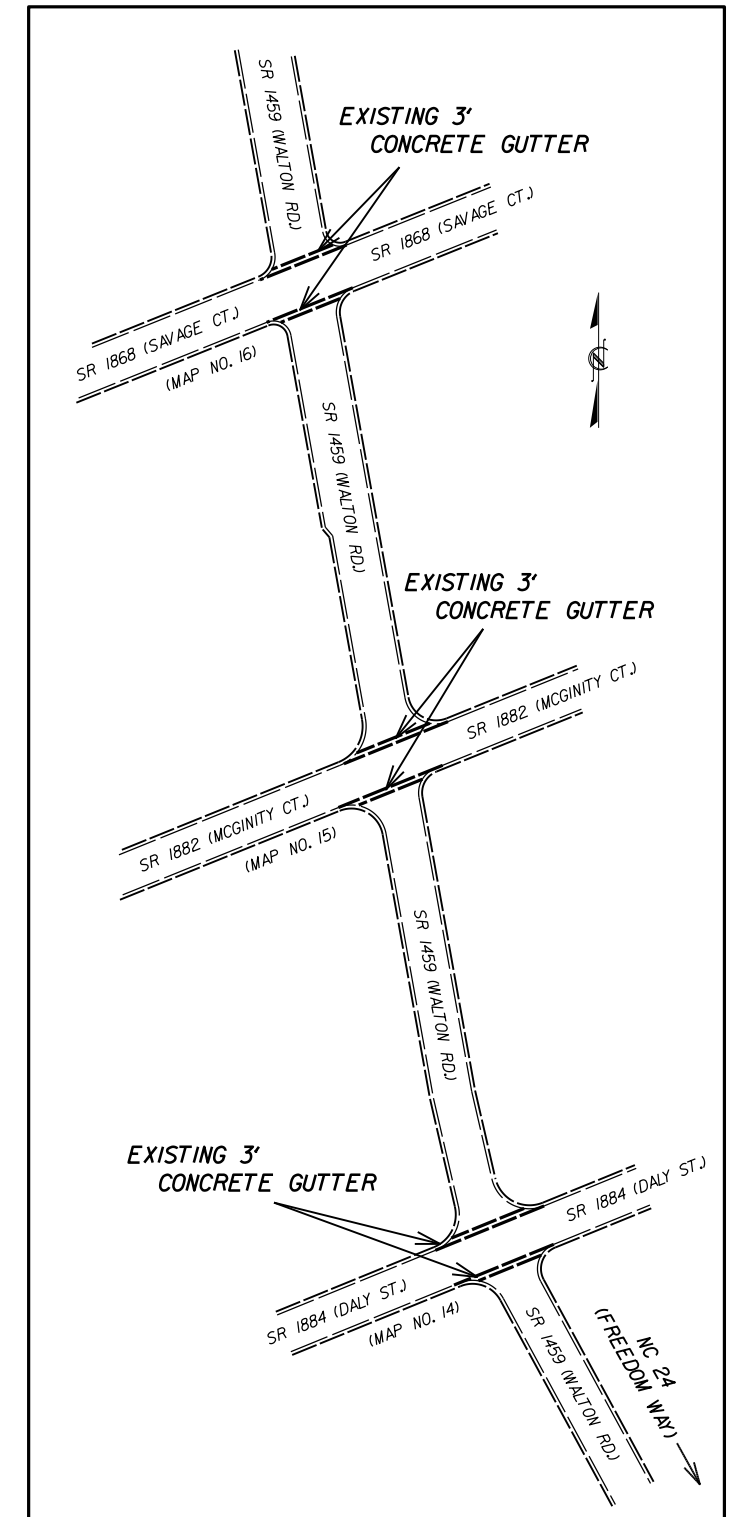 SR 1459 (WALTON RD.)
EXISTING 3'
CONCRETE GUTTER
SR 1868 (SAVAGE CT.)
SR 1868 (SAVAGE CT.)
(MAP NO. 16)
N
SR 1459 (WALTON RD.)
EXISTING 3'
CONCRETE GUTTER
SR 1882 (MCGINITY CT.)
SR 1882 (MCGINITY CT.)
(MAP NO. 15)
SR 1459 (WALTON RD.)
EXISTING 3'
CONCRETE GUTTER
SR 1884 (DALY ST.)
SR 1884 (DALY ST.)
(MAP NO. 14)
SR 1459 (WALTON RD.)
NC 24
(FREEDOM WAY)